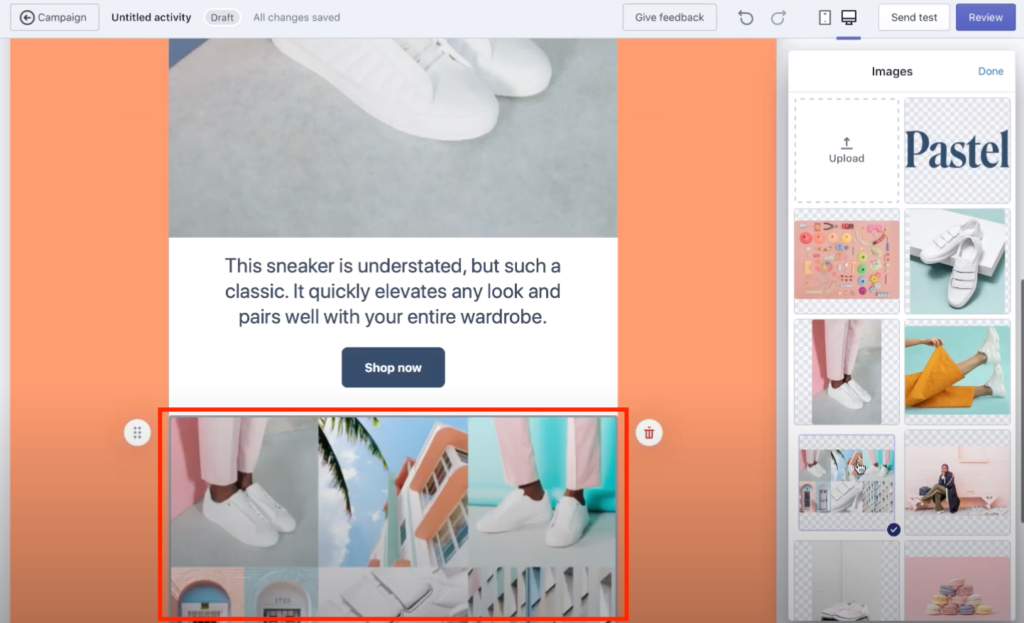 Campaign
Untitled activity
Draft
All changes saved
Give feedback
Send test
Review
Images
Done
Upload
Pastel
This sneaker is understated, but such a
classic. It quickly elevates any look and
pairs well with your entire wardrobe.
Shop now